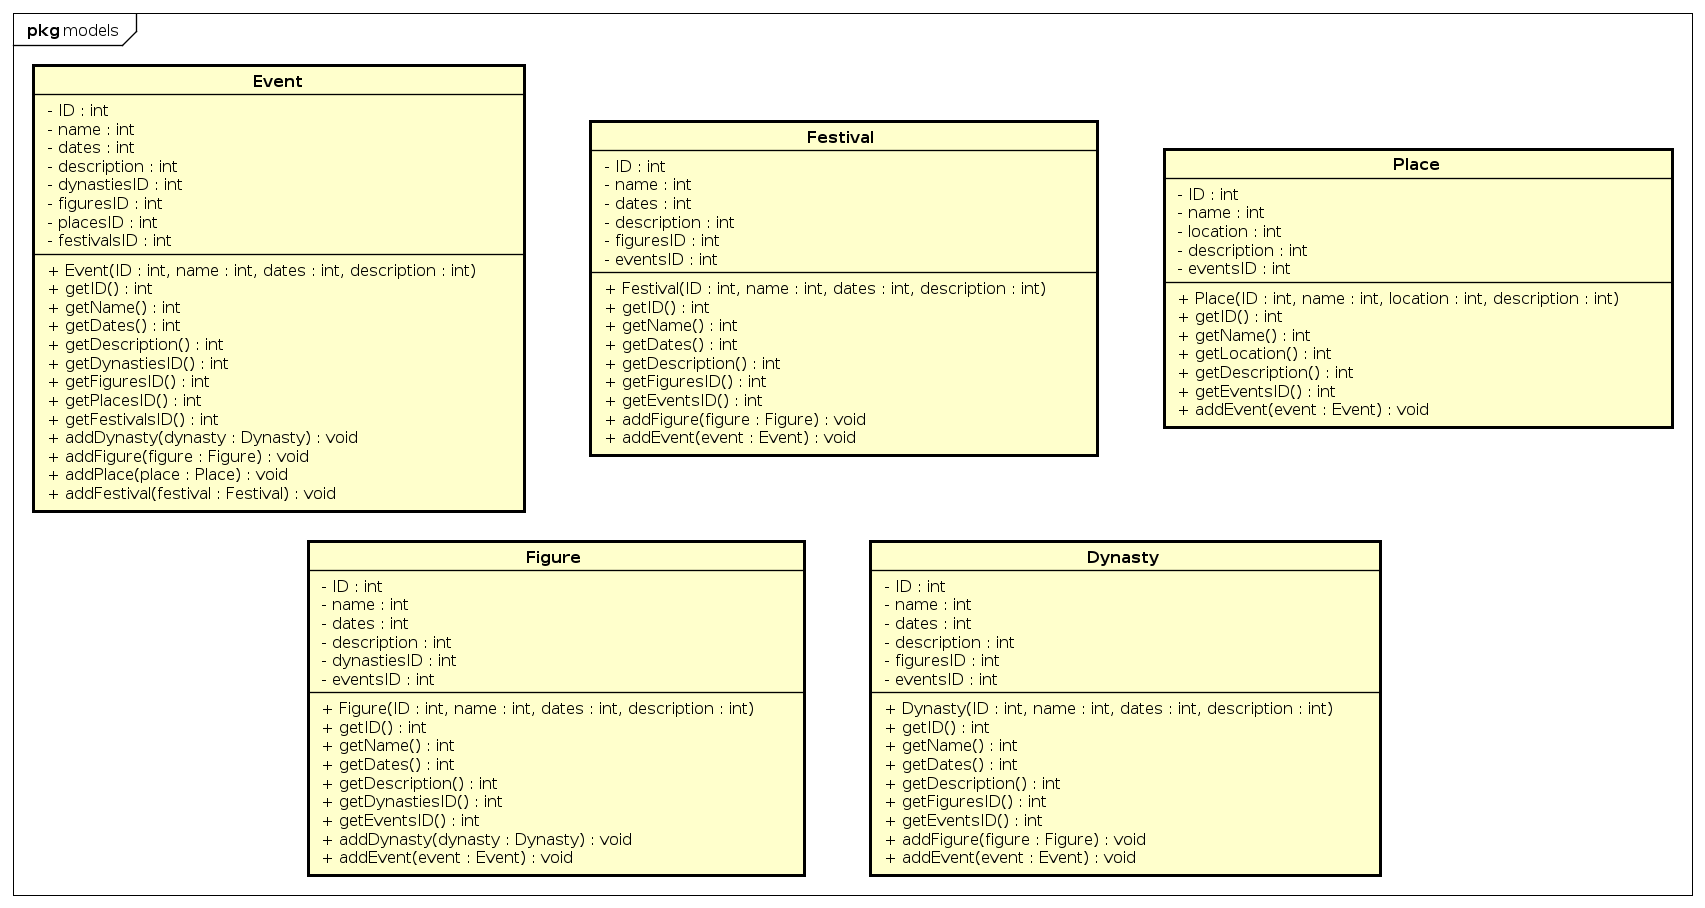 pkg models
Event
- ID : int
- name : int
- dates : int
- description : int
- dynastiesID : int
- figuresID : int
- placesID : int
- festivalsID : int
+ Event(ID : int, name : int, dates : int, description : int)
+ getID() : int
+ getName() : int
+ getDates() : int
+ getDescription() : int
+ getDynastiesID() : int
+ getFiguresID() : int
+ getPlacesID() : int
+ getFestivalsID() : int
+ addDynasty(dynasty : Dynasty) : void
+ addFigure(figure : Figure) : void
+ addPlace(place : Place) : void
+ addFestival(festival : Festival) : void
Festival
- ID : int
- name : int
- dates : int
- description : int
- figuresID : int
- eventsID : int
+ Festival(ID : int, name : int, dates : int, description : int)
+ getID() : int
+ getName() : int
+ getDates() : int
+ getDescription() : int
+ getFiguresID() : int
+ getEventsID() : int
+ addFigure(figure : Figure) : void
+ addEvent(event : Event) : void
Place
- ID : int
- name : int
- location : int
- description : int
- eventsID : int
+ Place(ID : int, name : int, location : int, description : int)
+ getID() : int
+ getName() : int
+ getLocation() : int
+ getDescription() : int
+ getEventsID() : int
+ addEvent(event : Event) : void
Figure
- ID : int
- name : int
- dates : int
- description : int
- dynastiesID : int
- eventsID : int
+ Figure(ID : int, name : int, dates : int, description : int)
+ getID() : int
+ getName() : int
+ getDates() : int
+ getDescription() : int
+ getDynastiesID() : int
+ getEventsID() : int
+ addDynasty(dynasty : Dynasty) : void
+ addEvent(event : Event) : void
Dynasty
- ID : int
- name : int
- dates : int
- description : int
- figuresID : int
- eventsID : int
+ Dynasty(ID : int, name : int, dates : int, description : int)
+ getID() : int
+ getName() : int
+ getDates() : int
+ getDescription() : int
+ getFiguresID() : int
+ getEventsID() : int
+ addFigure(figure : Figure) : void
+ addEvent(event : Event) : void